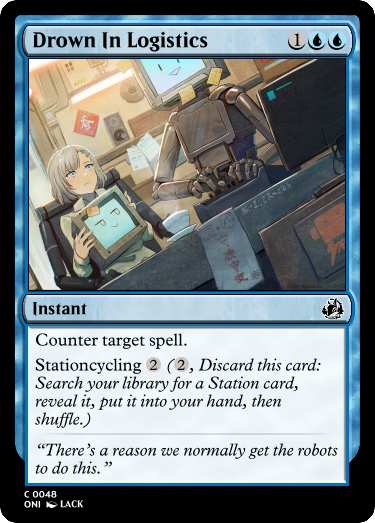 Drown In Logistics 1
Instant
Counter target spell.
Stationcycling 2 (2, Discard this card:
Search your library for a Station card,
reveal it, put it into your hand, then
shuffle.)
“There’s a reason we normally get the robots
to do this.”
C 0048
ONI LACK